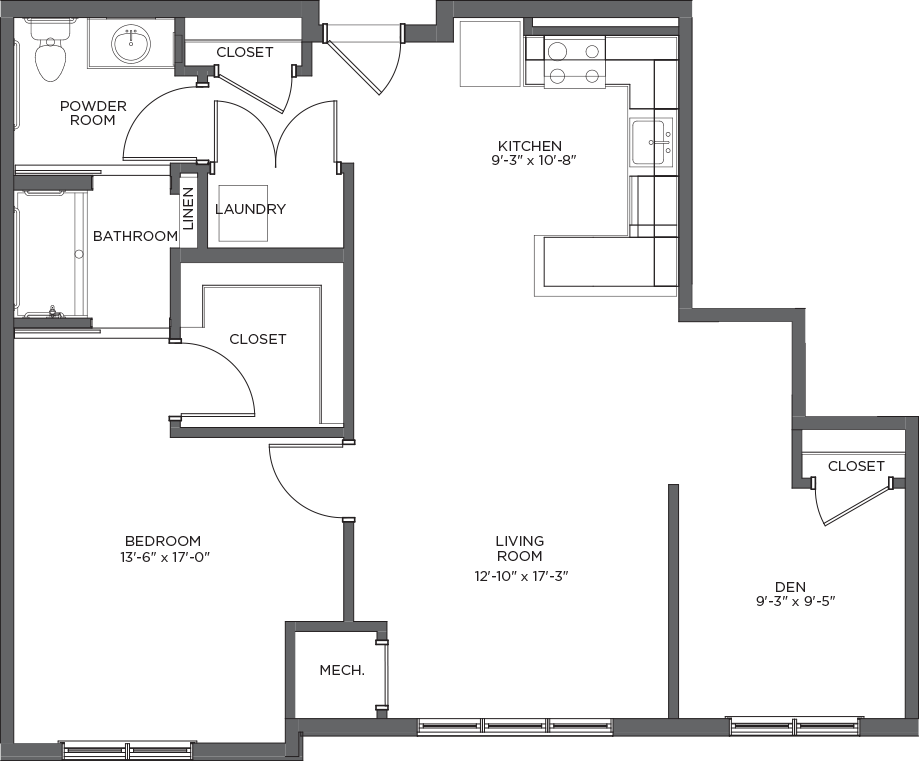 CLOSET
POWDER
ROOM
KITCHEN
9'-3" x 10'-8"
LINEN
LAUNDRY
BATHROOM
CLOSET
CLOSET
BEDROOM
13'-6" x 17'-0"
LIVING
ROOM
12'-10" x 17'-3"
DEN
9'-3" x 9'-5"
MECH.